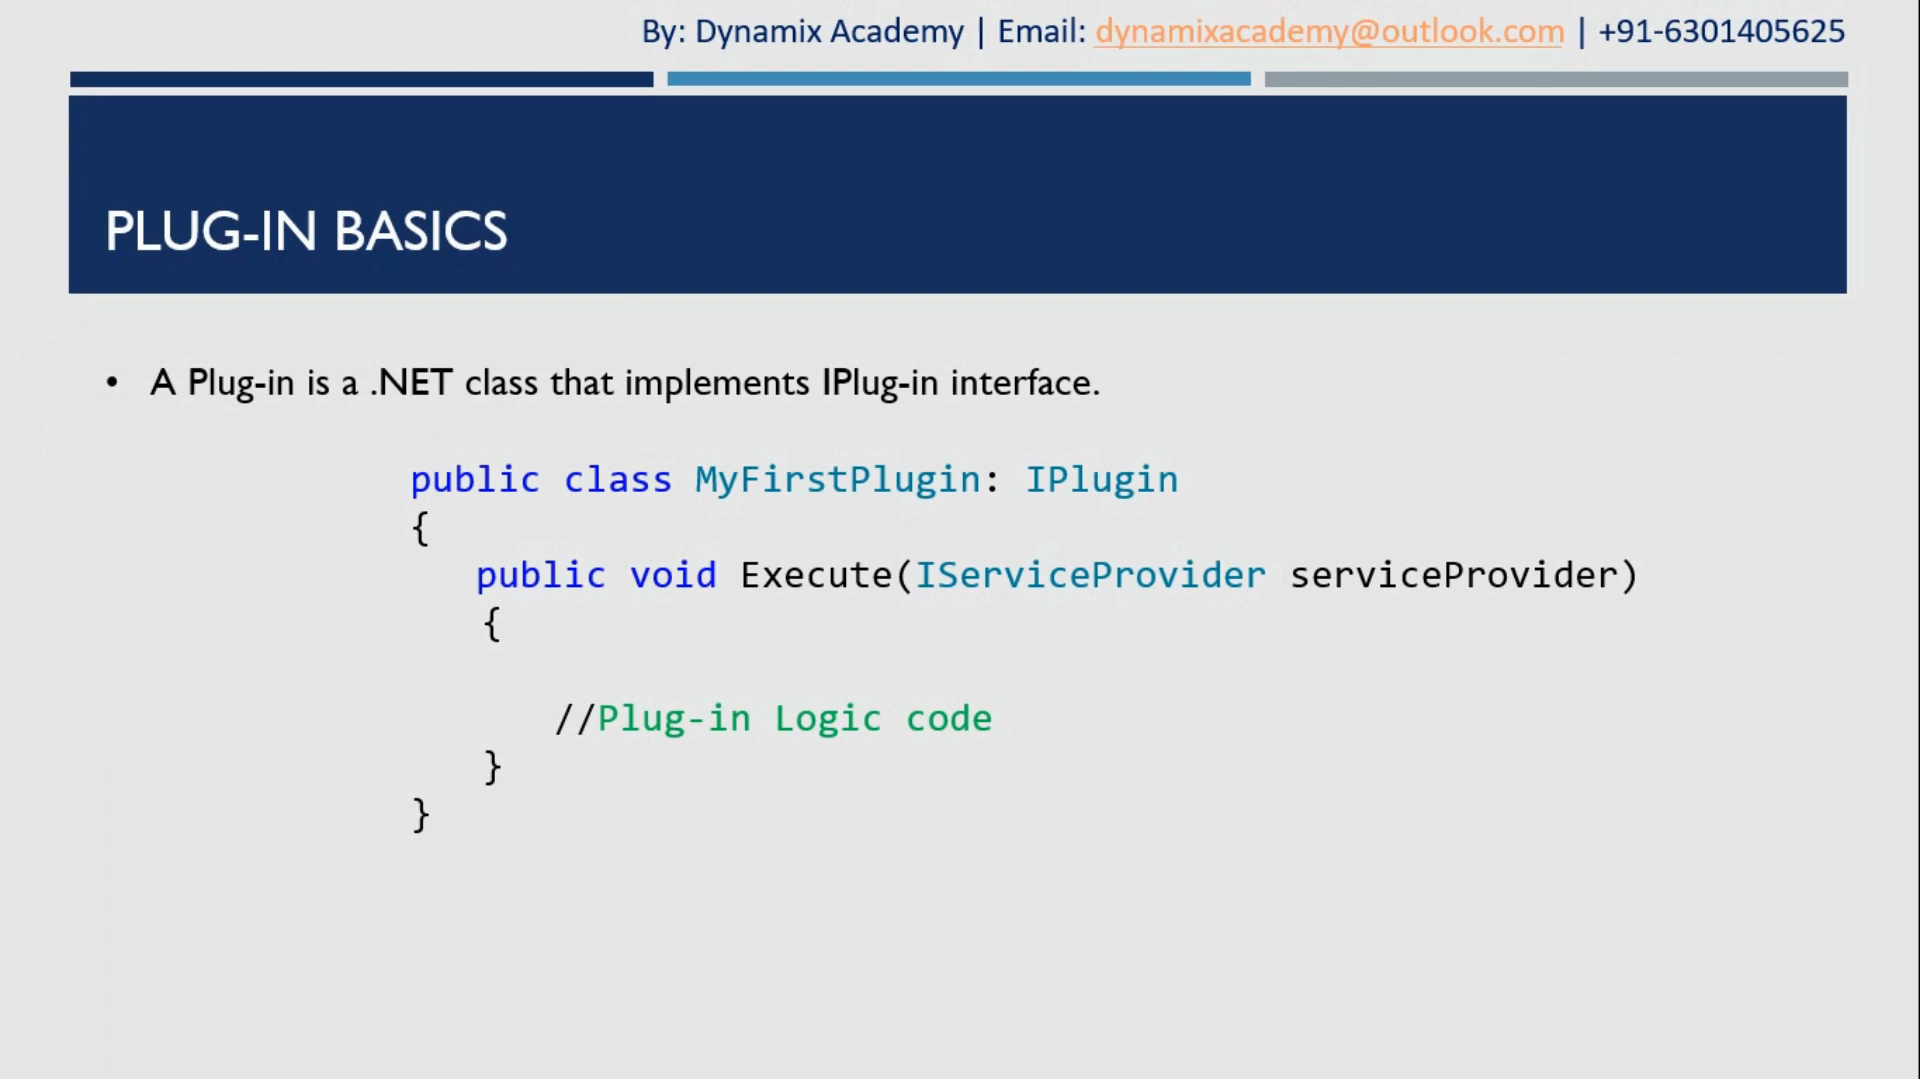 By: Dynamix Academy | Email: dynamixacademy@outlook.com | +91-6301405625
PLUG-IN BASICS
• A Plug-in is a .NET class that implements IPlug-in interface.
public class MyFirstPlugin: IPlugin
{
public void Execute(IServiceProvider serviceProvider)
{
//Plug-in Logic code
}
}